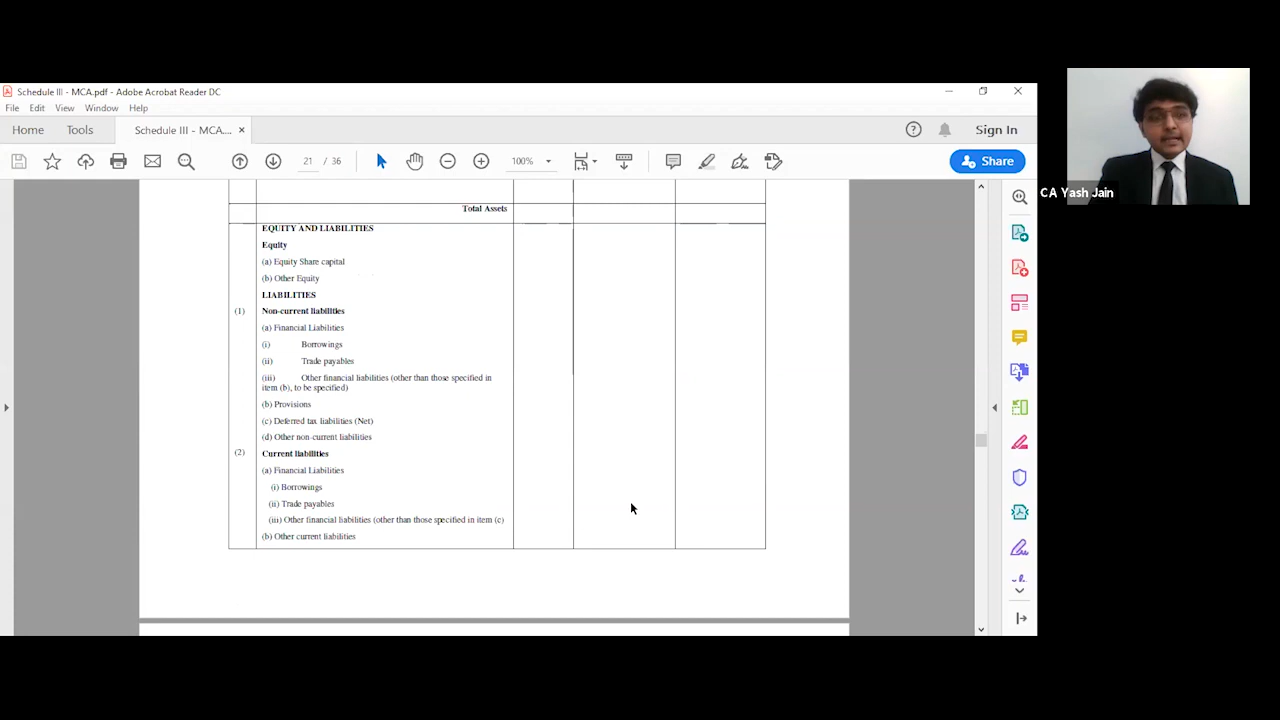 Schedule III - MCA.pdf - Adobe Acrobat Reader DC
File Edit View Window Help
Home Tools Schedule III - MCA.... × Sign In
21 / 36 100% Share
CA Yash Jain
Total Assets
EQUITY AND LIABILITIES
Equity
(a) Equity Share capital
(b) Other Equity
LIABILITIES
(1) Non-current liabilities
(a) Financial Liabilities
(i) Borrowings
(ii) Trade payables
(iii) Other financial liabilities (other than those specified in
item (b), to be specified)
(b) Provisions
(c) Deferred tax liabilities (Net)
(d) Other non-current liabilities
(2) Current liabilities
(a) Financial Liabilities
(i) Borrowings
(ii) Trade payables
(iii) Other financial liabilities (other than those specified in item (c)
(b) Other current liabilities